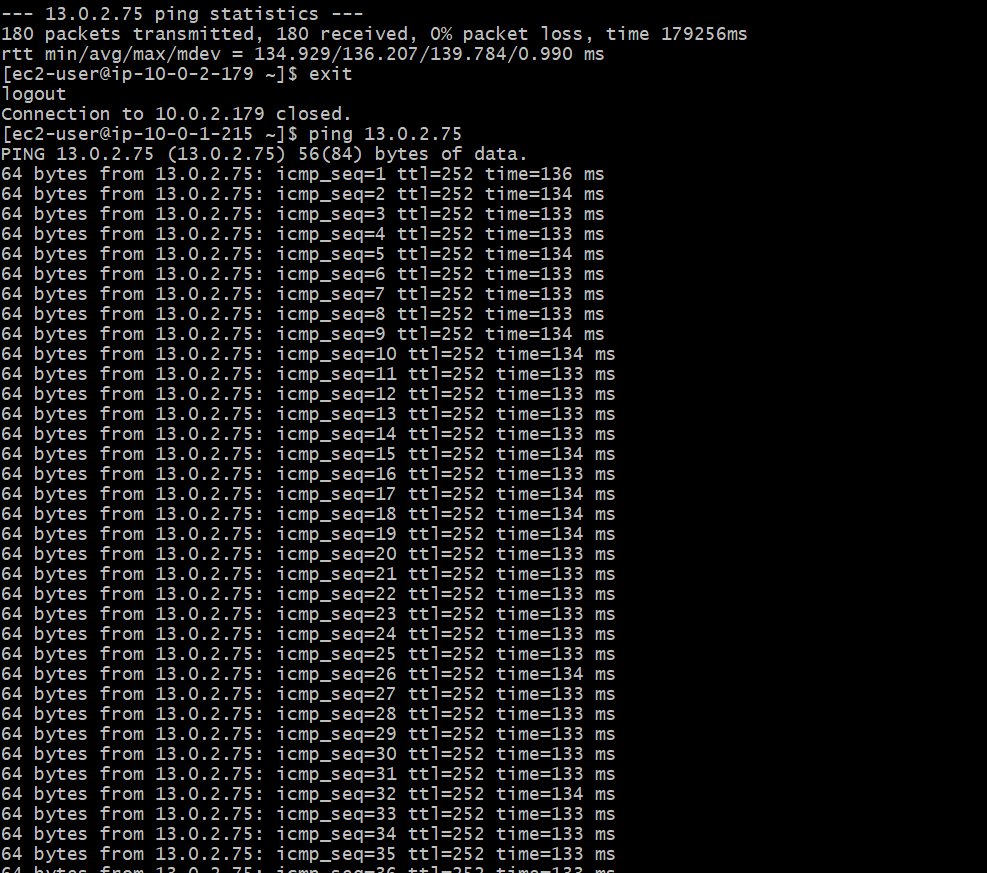 --- 13.0.2.75 ping statistics ---
180 packets transmitted, 180 received, 0% packet loss, time 179256ms
rtt min/avg/max/mdev = 134.929/136.207/139.784/0.990 ms
[ec2-user@ip-10-0-2-179 ~]$ exit
logout
Connection to 10.0.2.179 closed.
[ec2-user@ip-10-0-1-215 ~]$ ping 13.0.2.75
PING 13.0.2.75 (13.0.2.75) 56(84) bytes of data.
64 bytes from 13.0.2.75: icmp_seq=1 ttl=252 time=136 ms
64 bytes from 13.0.2.75: icmp_seq=2 ttl=252 time=134 ms
64 bytes from 13.0.2.75: icmp_seq=3 ttl=252 time=133 ms
64 bytes from 13.0.2.75: icmp_seq=4 ttl=252 time=133 ms
64 bytes from 13.0.2.75: icmp_seq=5 ttl=252 time=134 ms
64 bytes from 13.0.2.75: icmp_seq=6 ttl=252 time=133 ms
64 bytes from 13.0.2.75: icmp_seq=7 ttl=252 time=133 ms
64 bytes from 13.0.2.75: icmp_seq=8 ttl=252 time=133 ms
64 bytes from 13.0.2.75: icmp_seq=9 ttl=252 time=134 ms
64 bytes from 13.0.2.75: icmp_seq=10 ttl=252 time=134 ms
64 bytes from 13.0.2.75: icmp_seq=11 ttl=252 time=133 ms
64 bytes from 13.0.2.75: icmp_seq=12 ttl=252 time=133 ms
64 bytes from 13.0.2.75: icmp_seq=13 ttl=252 time=133 ms
64 bytes from 13.0.2.75: icmp_seq=14 ttl=252 time=133 ms
64 bytes from 13.0.2.75: icmp_seq=15 ttl=252 time=134 ms
64 bytes from 13.0.2.75: icmp_seq=16 ttl=252 time=133 ms
64 bytes from 13.0.2.75: icmp_seq=17 ttl=252 time=134 ms
64 bytes from 13.0.2.75: icmp_seq=18 ttl=252 time=134 ms
64 bytes from 13.0.2.75: icmp_seq=19 ttl=252 time=134 ms
64 bytes from 13.0.2.75: icmp_seq=20 ttl=252 time=133 ms
64 bytes from 13.0.2.75: icmp_seq=21 ttl=252 time=133 ms
64 bytes from 13.0.2.75: icmp_seq=22 ttl=252 time=133 ms
64 bytes from 13.0.2.75: icmp_seq=23 ttl=252 time=133 ms
64 bytes from 13.0.2.75: icmp_seq=24 ttl=252 time=133 ms
64 bytes from 13.0.2.75: icmp_seq=25 ttl=252 time=133 ms
64 bytes from 13.0.2.75: icmp_seq=26 ttl=252 time=134 ms
64 bytes from 13.0.2.75: icmp_seq=27 ttl=252 time=133 ms
64 bytes from 13.0.2.75: icmp_seq=28 ttl=252 time=133 ms
64 bytes from 13.0.2.75: icmp_seq=29 ttl=252 time=133 ms
64 bytes from 13.0.2.75: icmp_seq=30 ttl=252 time=133 ms
64 bytes from 13.0.2.75: icmp_seq=31 ttl=252 time=133 ms
64 bytes from 13.0.2.75: icmp_seq=32 ttl=252 time=134 ms
64 bytes from 13.0.2.75: icmp_seq=33 ttl=252 time=133 ms
64 bytes from 13.0.2.75: icmp_seq=34 ttl=252 time=133 ms
64 bytes from 13.0.2.75: icmp_seq=35 ttl=252 time=133 ms